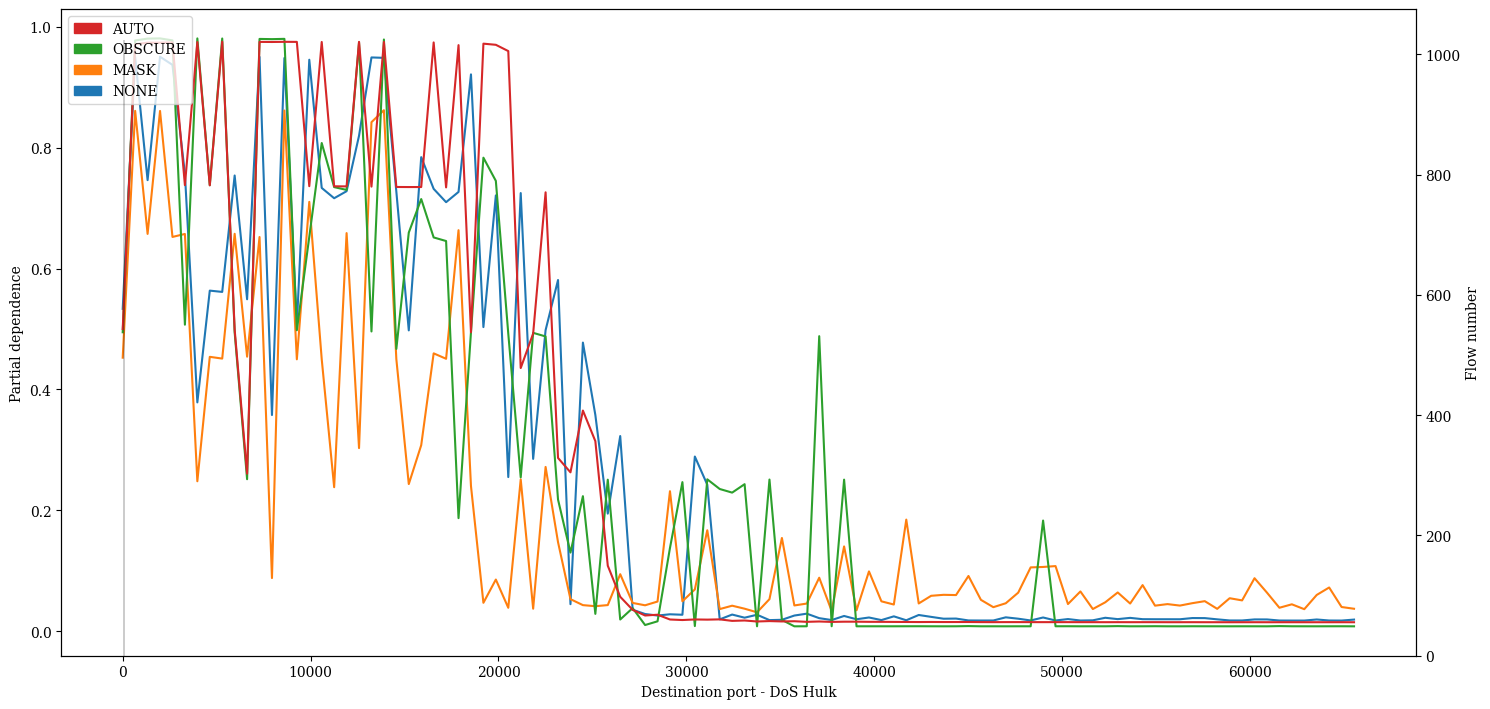 AUTO
OBSCURE
MASK
NONE
1.0
0.8
0.6
0.4
0.2
0.0
Partial dependence
1000
800
600
400
200
0
Flow number
0
10000
20000
30000
40000
50000
60000
Destination port - DoS Hulk